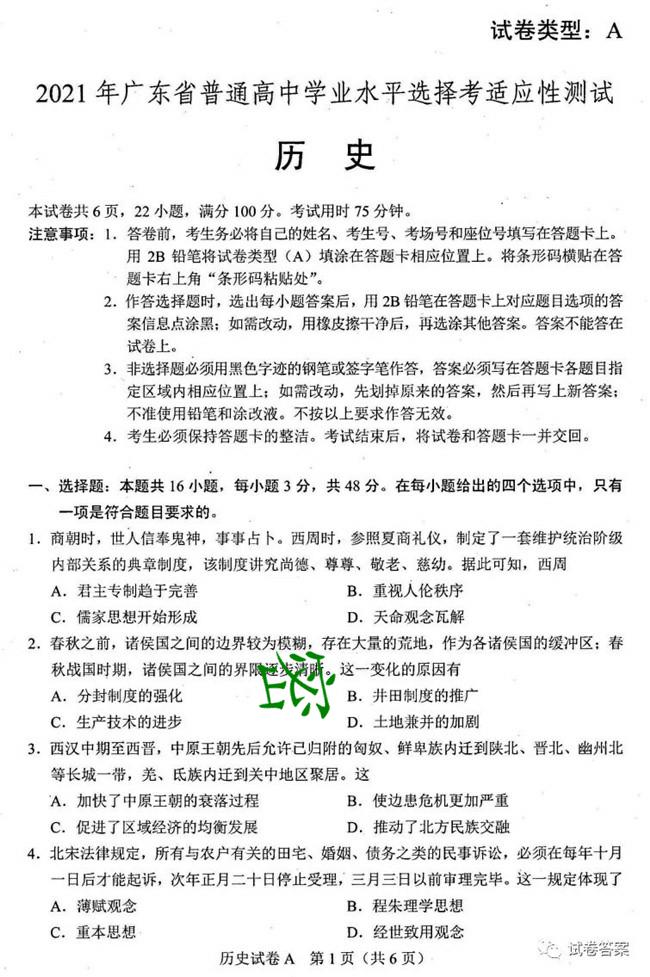 试卷类型：A
2021 年广东省普通高中学业水平选择考适应性测试
历 史
本试卷共 6 页，22 小题，满分 100 分。考试用时 75 分钟。
注意事项：1．答卷前，考生务必将自己的姓名、考生号、考场号和座位号填写在答题卡上。
用 2B 铅笔将试卷类型（A）填涂在答题卡相应位置上。将条形码横贴在答
题卡右上角“条形码粘贴处”。
2．作答选择题时，选出每小题答案后，用 2B 铅笔在答题卡上对应题目选项的答
案信息点涂黑；如需改动，用橡皮擦干净后，再选涂其他答案。答案不能答在
试卷上。
3．非选择题必须用黑色字迹的钢笔或签字笔作答，答案必须写在答题卡各题目指
定区域内相应位置上；如需改动，先划掉原来的答案，然后再写上新答案；
不准使用铅笔和涂改液。不按以上要求作答无效。
4．考生必须保持答题卡的整洁。考试结束后，将试卷和答题卡一并交回。
一、选择题：本题共 16 小题，每小题 3 分，共 48 分。在每小题给出的四个选项中，只有
一项是符合题目要求的。
1．商朝时，世人信奉鬼神，事事占卜。西周时，参照夏商礼仪，制定了一套维护统治阶级
内部关系的典章制度，该制度讲究尚德、尊尊、敬老、慈幼。据此可知，西周
A．君主专制趋于完善 B．重视人伦秩序
C．儒家思想开始形成 D．天命观念瓦解
2．春秋之前，诸侯国之间的边界较为模糊，存在大量的荒地，作为各诸侯国的缓冲区；春
秋战国时期，诸侯国之间的界限逐步清晰。这一变化的原因有
A．分封制度的强化 B．井田制度的推广
C．生产技术的进步 D．土地兼并的加剧
3．西汉中期至西晋，中原王朝先后允许已归附的匈奴、鲜卑族内迁到陕北、晋北、幽州北
等长城一带，羌、氐族内迁到关中地区聚居。这
A．加快了中原王朝的衰落过程 B．使边患危机更加严重
C．促进了区域经济的均衡发展 D．推动了北方民族交融
4．北宋法律规定，所有与农户有关的田宅、婚姻、债务之类的民事诉讼，必须在每年十月
一日后才能起诉，次年正月二十日停止受理，三月三日以前审理完毕。这一规定体现了
A．薄赋观念 B．程朱理学思想
C．重本思想 D．经世致用观念
历史试卷 A 第 1 页（共 6 页）
试卷答案